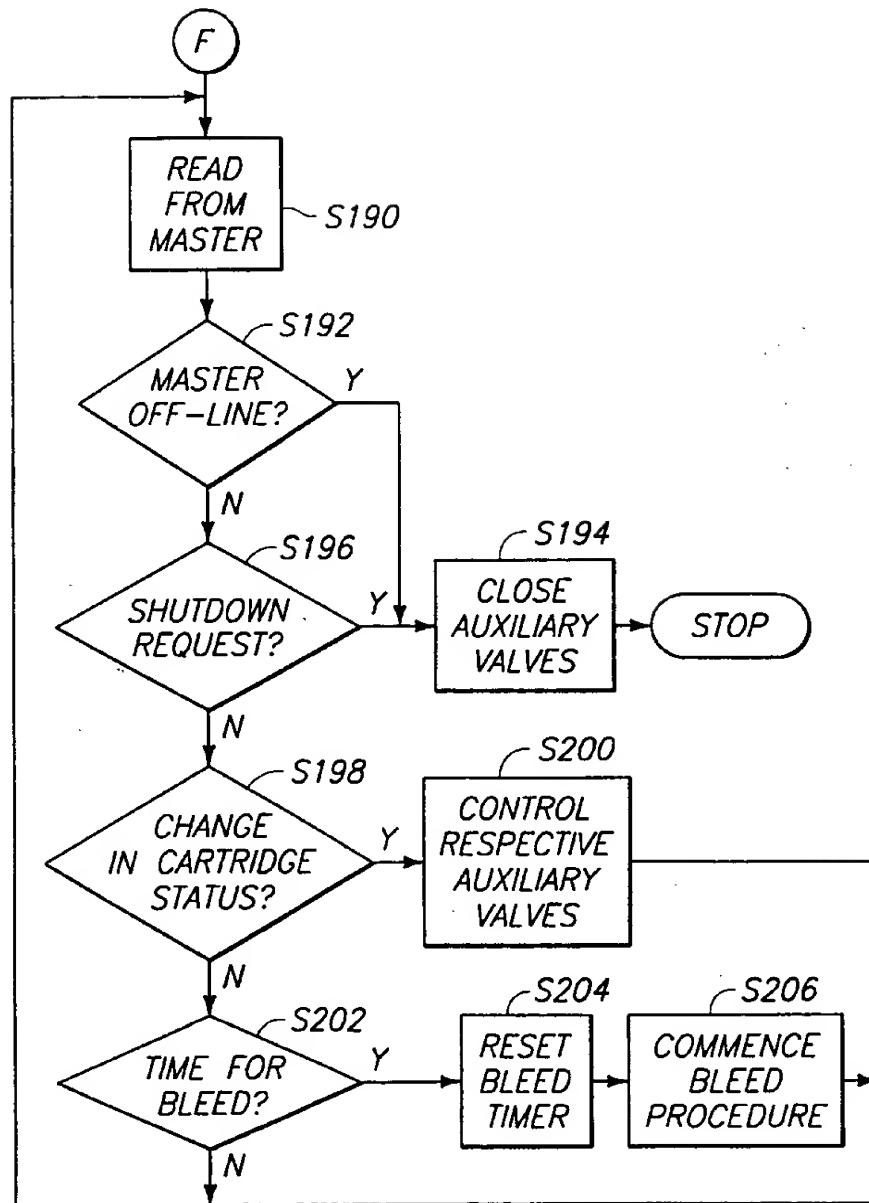 F
READ
FROM
MASTER
S190
S192
MASTER
OFF-LINE?
Y
N
S196
SHUTDOWN
REQUEST?
Y
S194
CLOSE
AUXILIARY
VALVES
STOP
N
S198
CHANGE
IN CARTRIDGE
STATUS?
Y
S200
CONTROL
RESPECTIVE
AUXILIARY
VALVES
N
S202
TIME FOR
BLEED?
Y
S204
RESET
BLEED
TIMER
S206
COMMENCE
BLEED
PROCEDURE
N